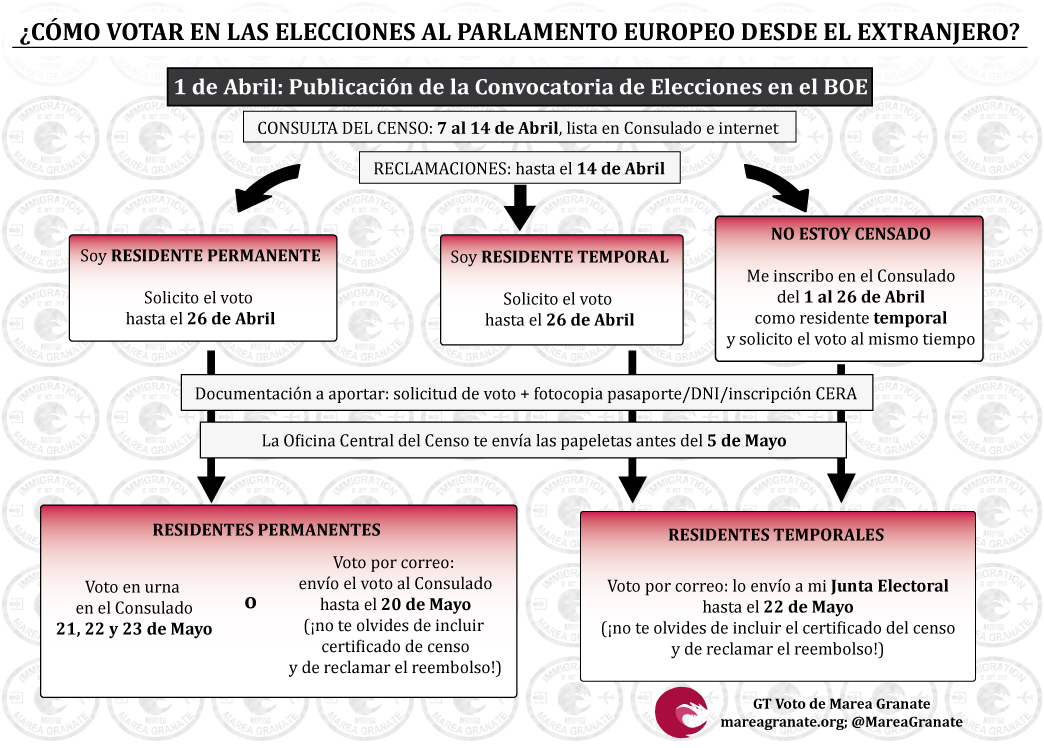 ¿CÓMO VOTAR EN LAS ELECCIONES AL PARLAMENTO EUROPEO DESDE EL EXTRANJERO?
1 de Abril: Publicación de la Convocatoria de Elecciones en el BOE
CONSULTA DEL CENSO: 7 al 14 de Abril, lista en Consulado e internet
RECLAMACIONES: hasta el 14 de Abril
Soy RESIDENTE PERMANENTE
Solicito el voto
hasta el 26 de Abril
Soy RESIDENTE TEMPORAL
Solicito el voto
hasta el 26 de Abril
NO ESTOY CENSADO
Me inscribo en el Consulado
del 1 al 26 de Abril
como residente temporal
y solicito el voto al mismo tiempo
Documentación a aportar: solicitud de voto + fotocopia pasaporte/DNI/inscripción CERA
La Oficina Central del Censo te envía las papeletas antes del 5 de Mayo
RESIDENTES PERMANENTES
Voto en urna
en el Consulado
21, 22 y 23 de Mayo
o
Voto por correo:
envío el voto al Consulado
hasta el 20 de Mayo
(¡no te olvides de incluir
certificado de censo
y de reclamar el reembolso!)
RESIDENTES TEMPORALES
Voto por correo: lo envío a mi Junta Electoral
hasta el 22 de Mayo
(¡no te olvides de incluir el certificado del censo
y de reclamar el reembolso!)
GT Voto de Marea Granate
mareagranate.org; @MareaGranate
IMMIGRATION
MAREA GRANATE